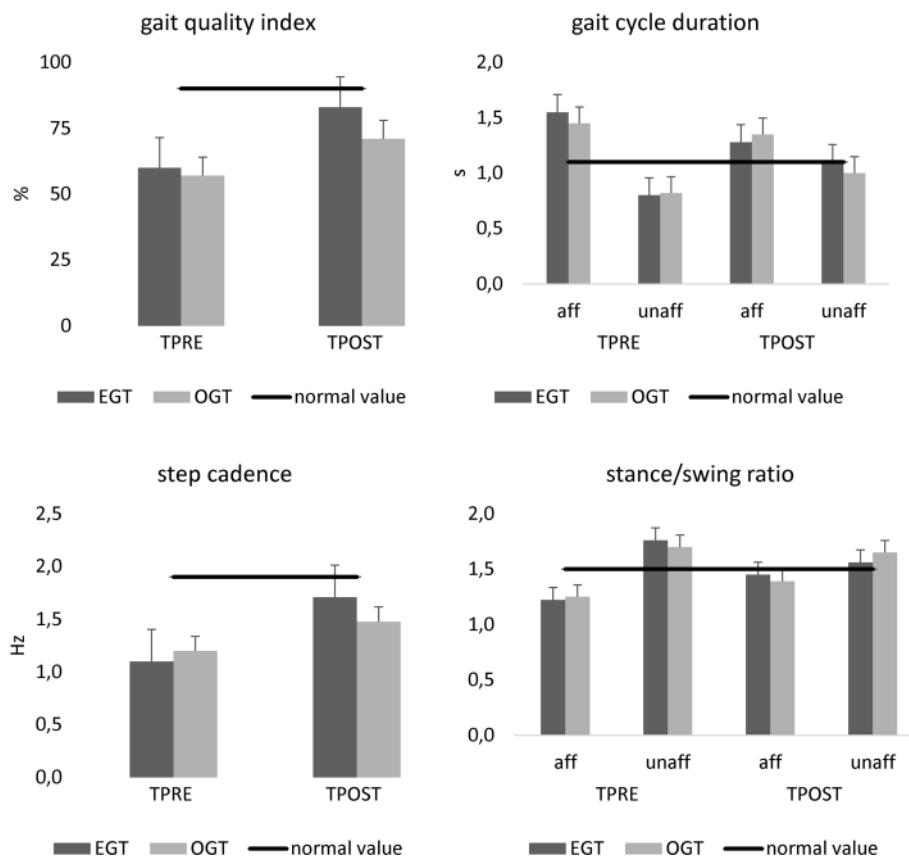 gait quality index
100
75
50
25
0
%
TPRE TPOST
EGT OGT normal value
gait cycle duration
2,0
1,5
1,0
0,5
0,0
s
aff unaff aff unaff
TPRE TPOST
EGT OGT normal value
step cadence
2,5
2,0
1,5
1,0
0,5
0,0
Hz
TPRE TPOST
EGT OGT normal value
stance/swing ratio
2,0
1,5
1,0
0,5
0,0
aff unaff aff unaff
TPRE TPOST
EGT OGT normal value